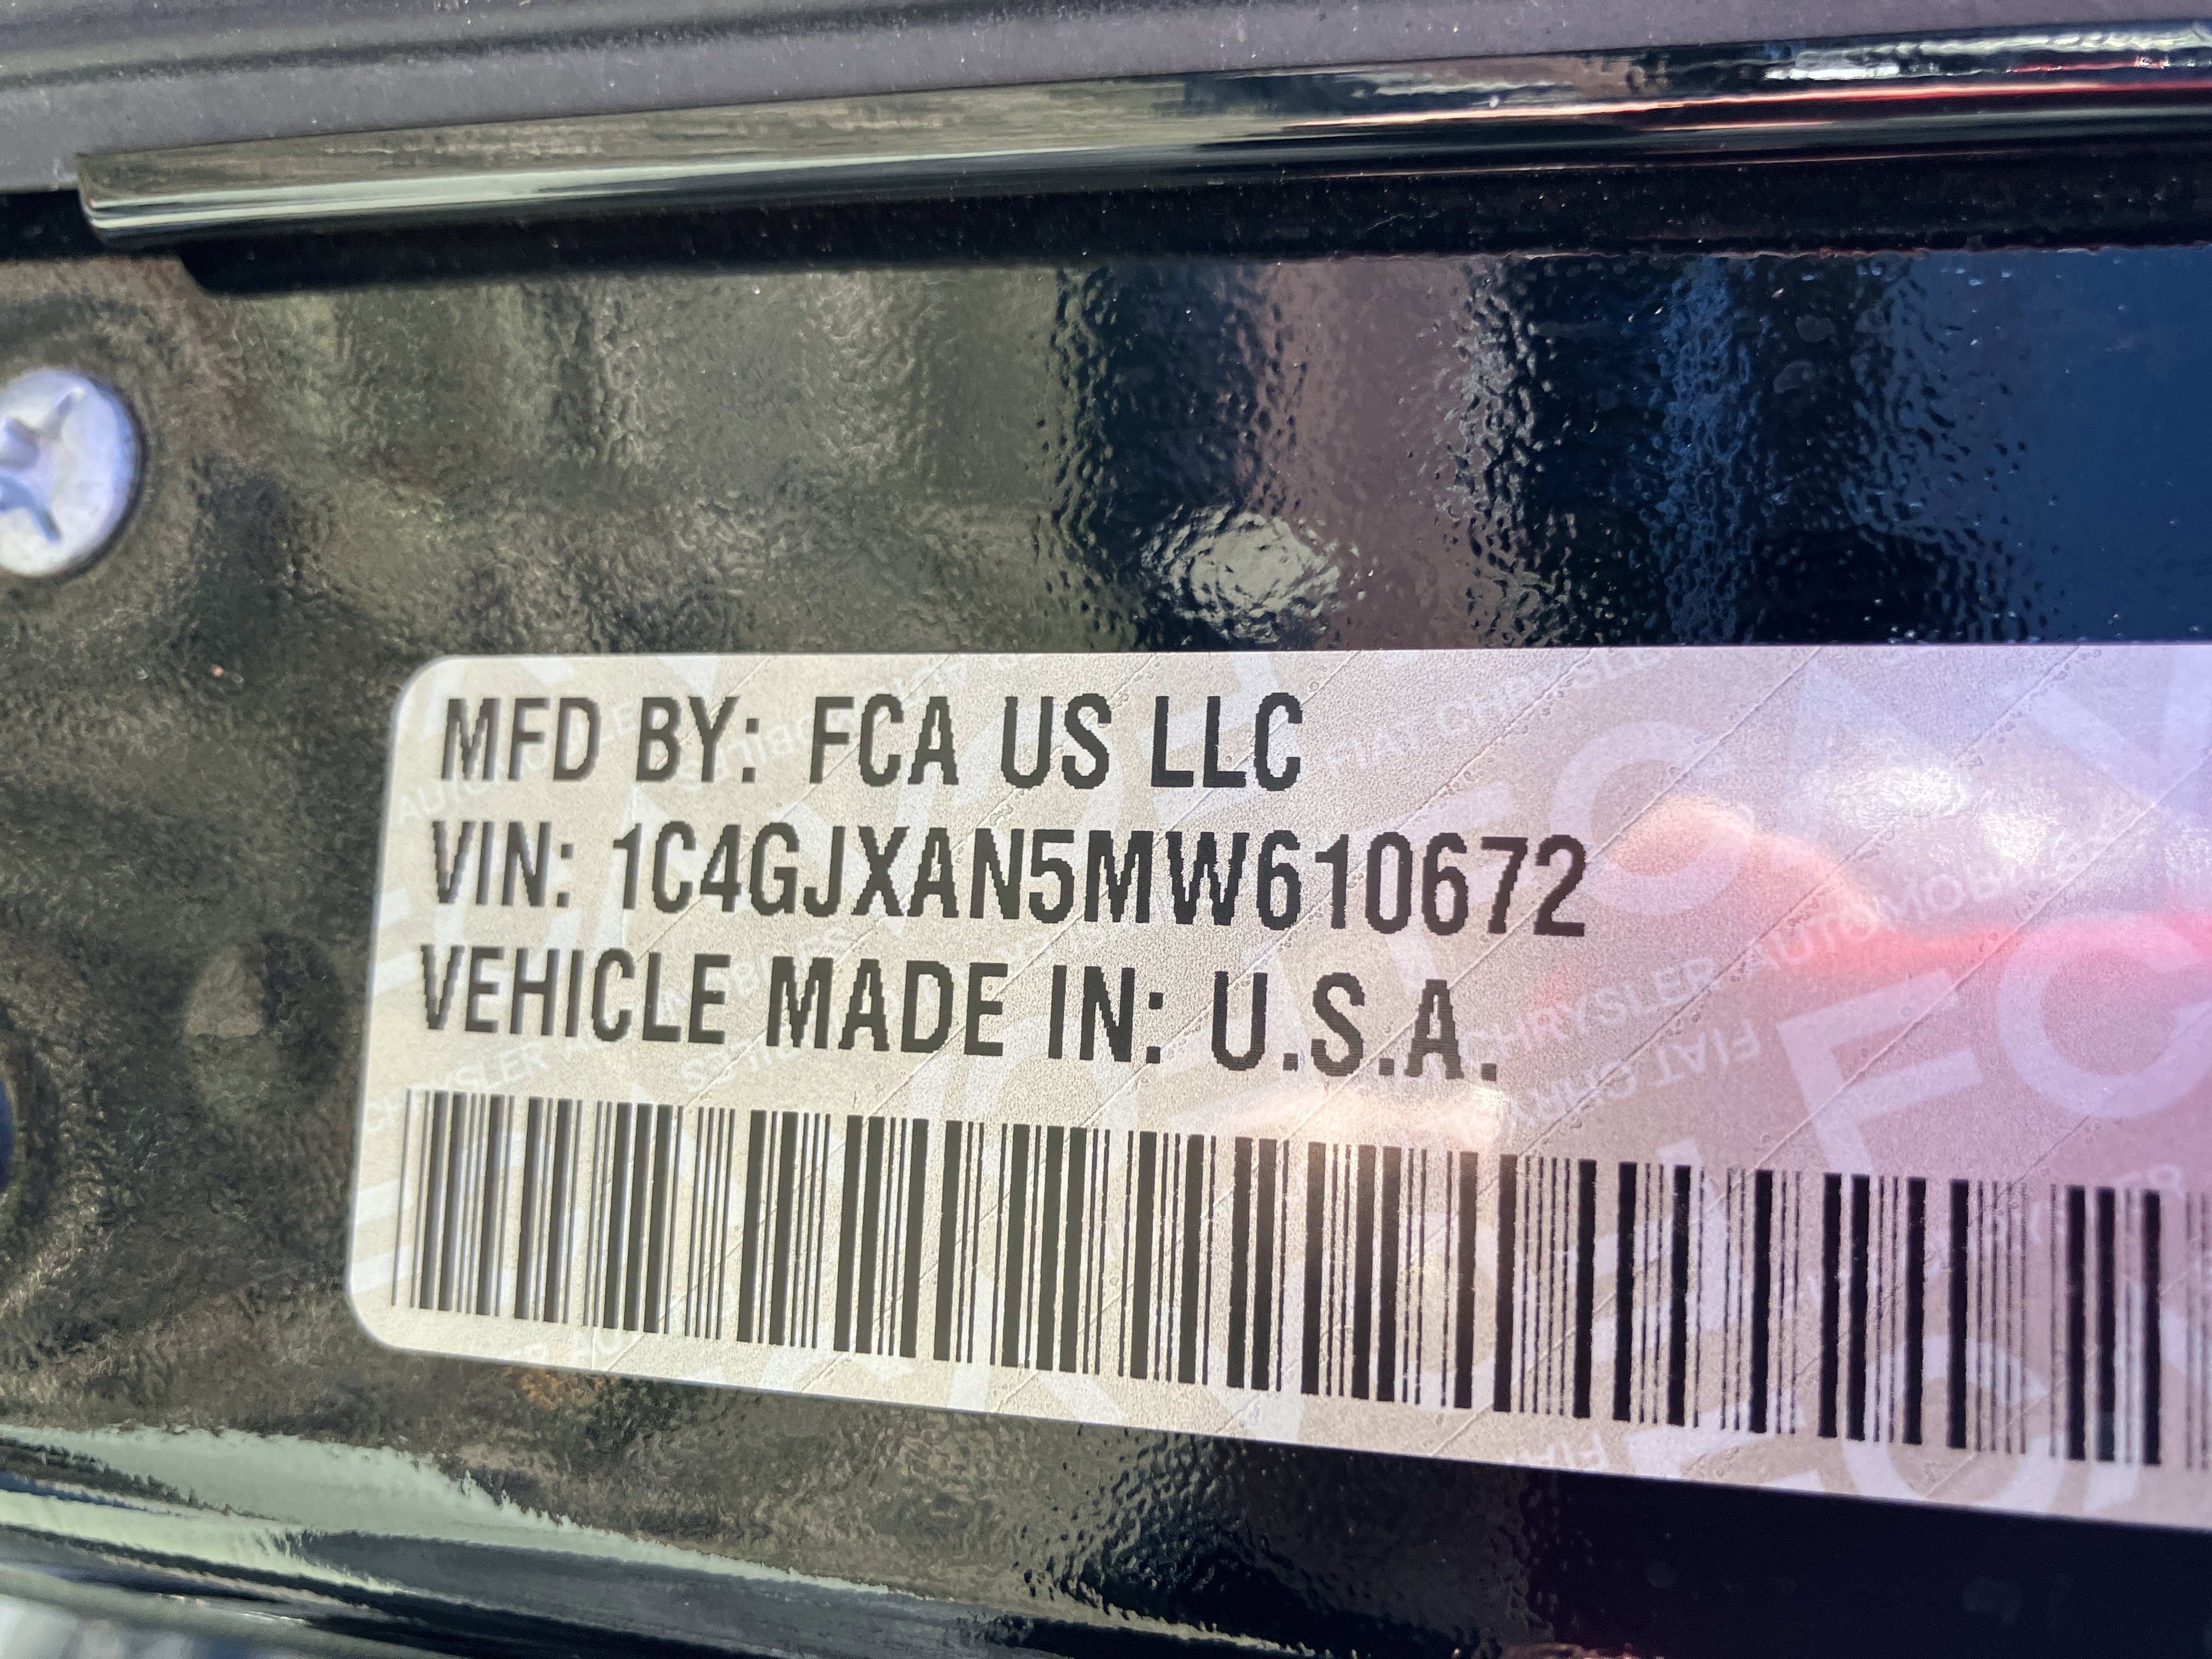 MFD BY: FCA US LLC
VIN: 1C4GJXAN5MW610672
VEHICLE MADE IN: U.S.A.